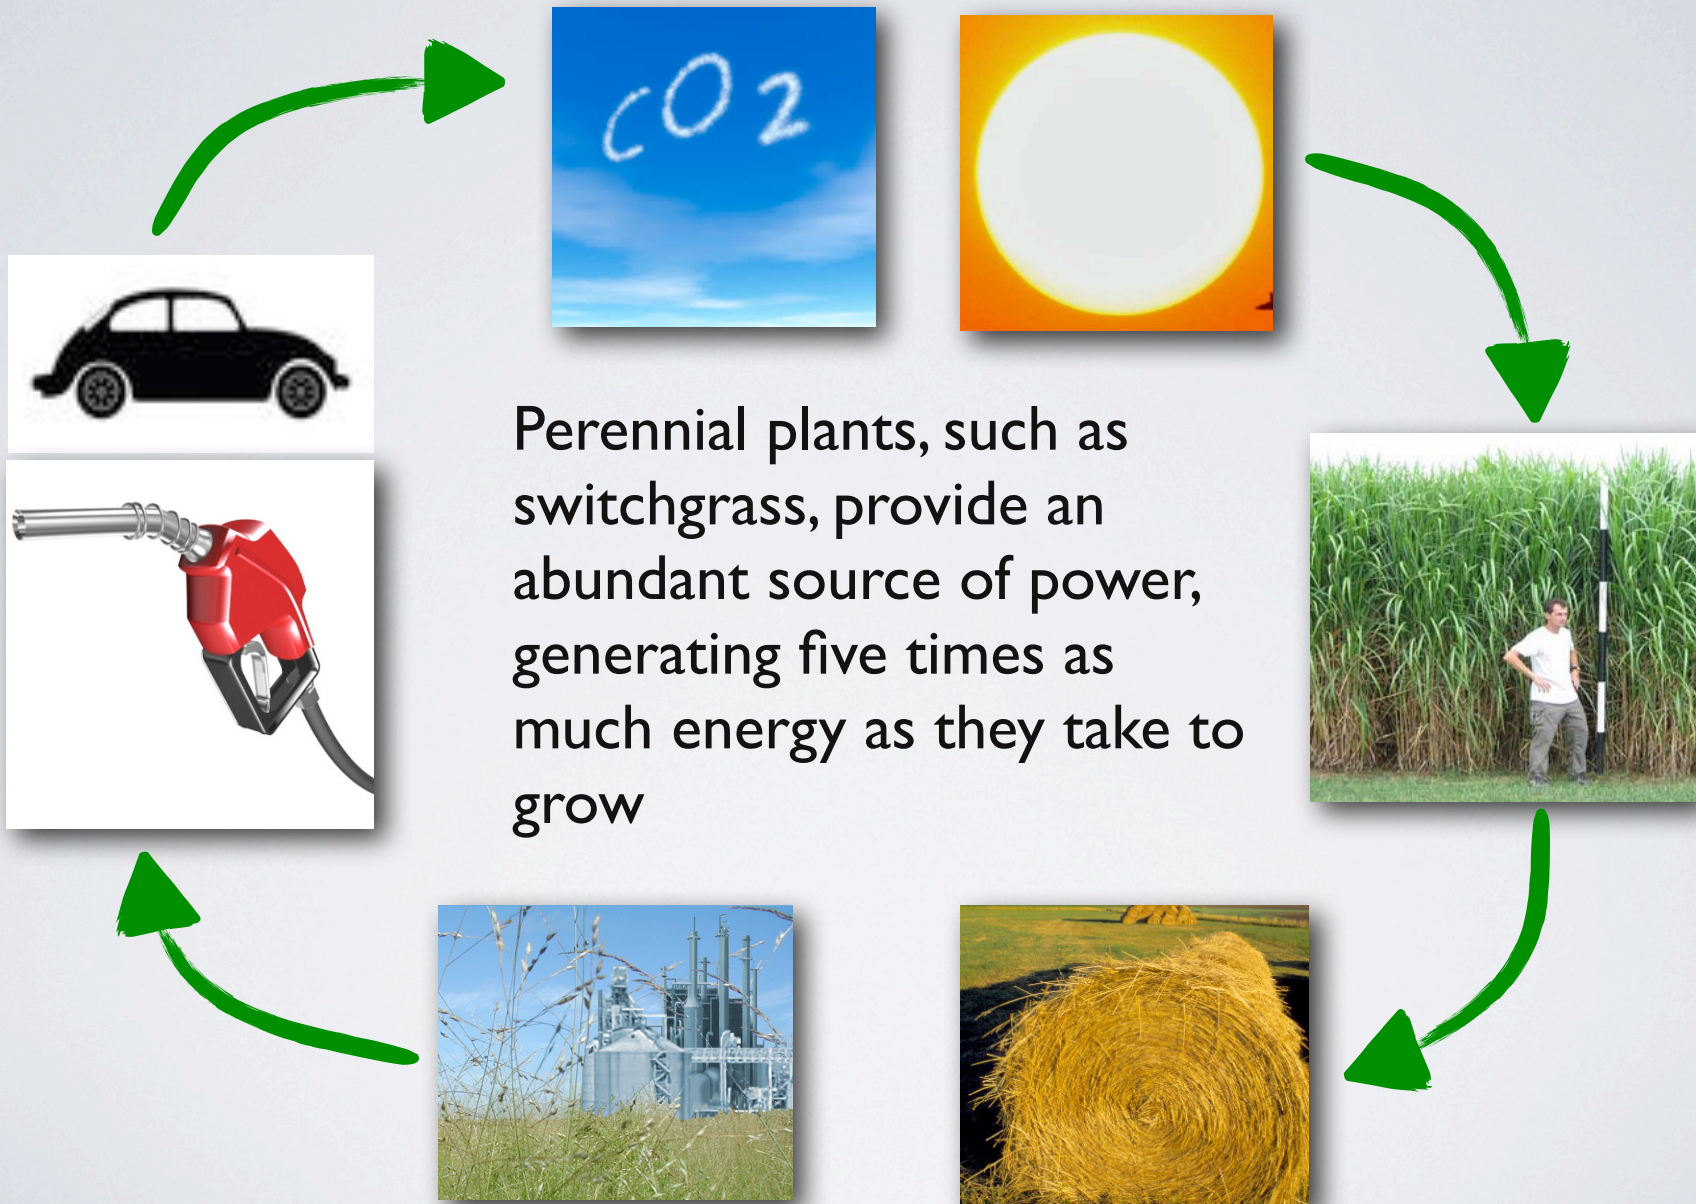 CO2
Perennial plants, such as
switchgrass, provide an
abundant source of power,
generating five times as
much energy as they take to
grow